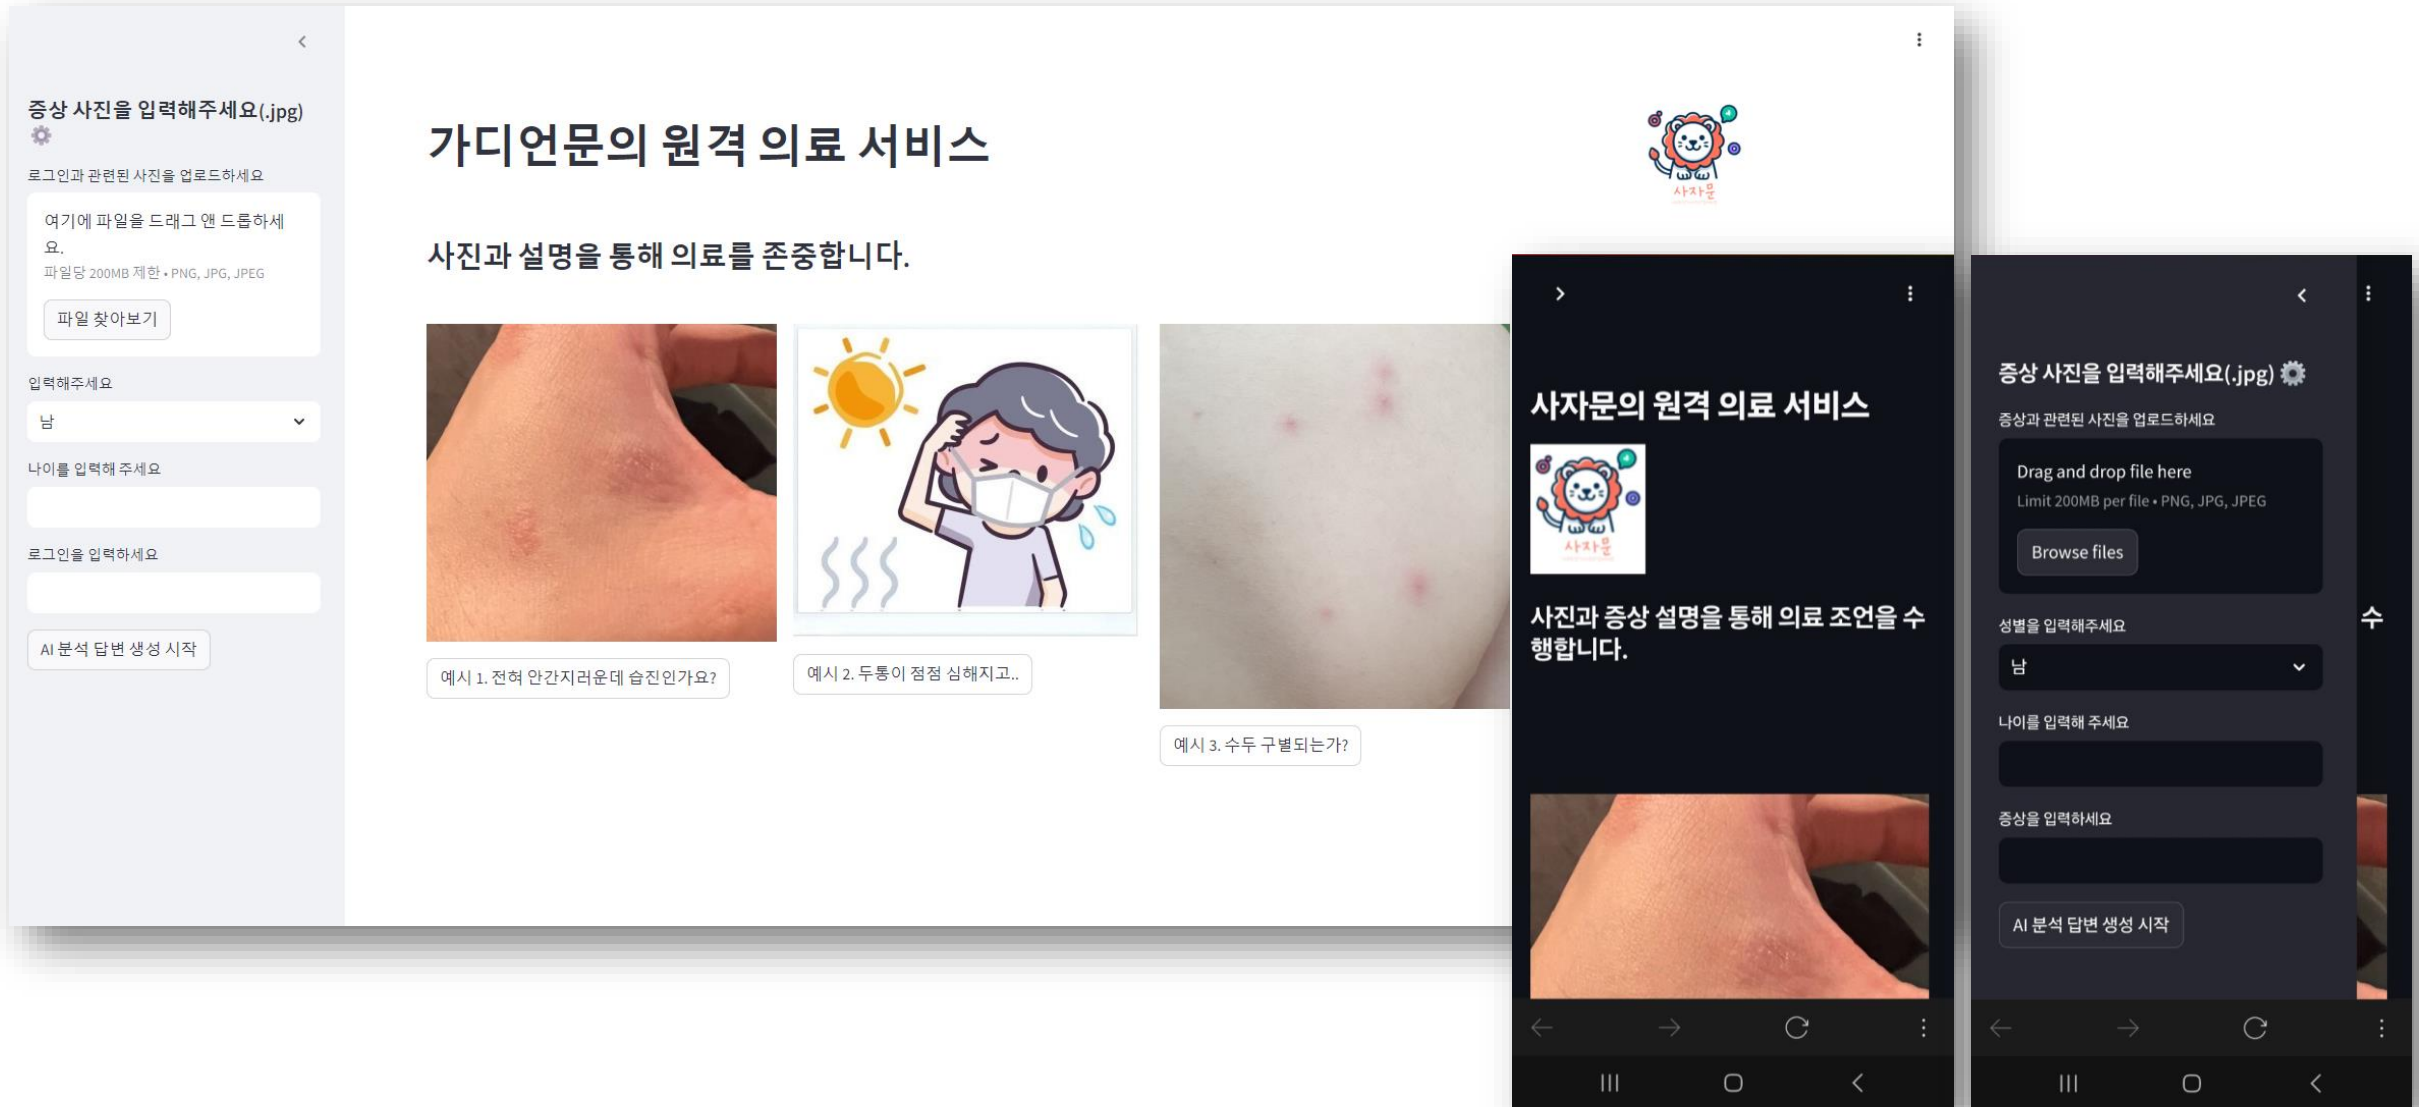 증상 사진을 입력해주세요(.jpg)
로그인과 관련된 사진을 업로드하세요
여기에 파일을 드래그 앤 드롭하세
요.
파일당 200MB 제한 • PNG, JPG, JPEG
파일 찾아보기
입력해주세요
남
나이를 입력해 주세요
로그인을 입력하세요
AI 분석 답변 생성 시작
가디언문의 원격 의료 서비스
사자문
사진과 설명을 통해 의료를 존중합니다.
예시 1. 전혀 안간지러운데 습진인가요?
예시 2. 두통이 점점 심해지고..
예시 3. 수두 구별되는가?
사자문의 원격 의료 서비스
사자문
사진과 증상 설명을 통해 의료 조언을 수
행합니다.
증상 사진을 입력해주세요(.jpg)
증상과 관련된 사진을 업로드하세요
Drag and drop file here
Limit 200MB per file • PNG, JPG, JPEG
Browse files
성별을 입력해주세요
수
남
나이를 입력해 주세요
증상을 입력하세요
AI 분석 답변 생성 시작